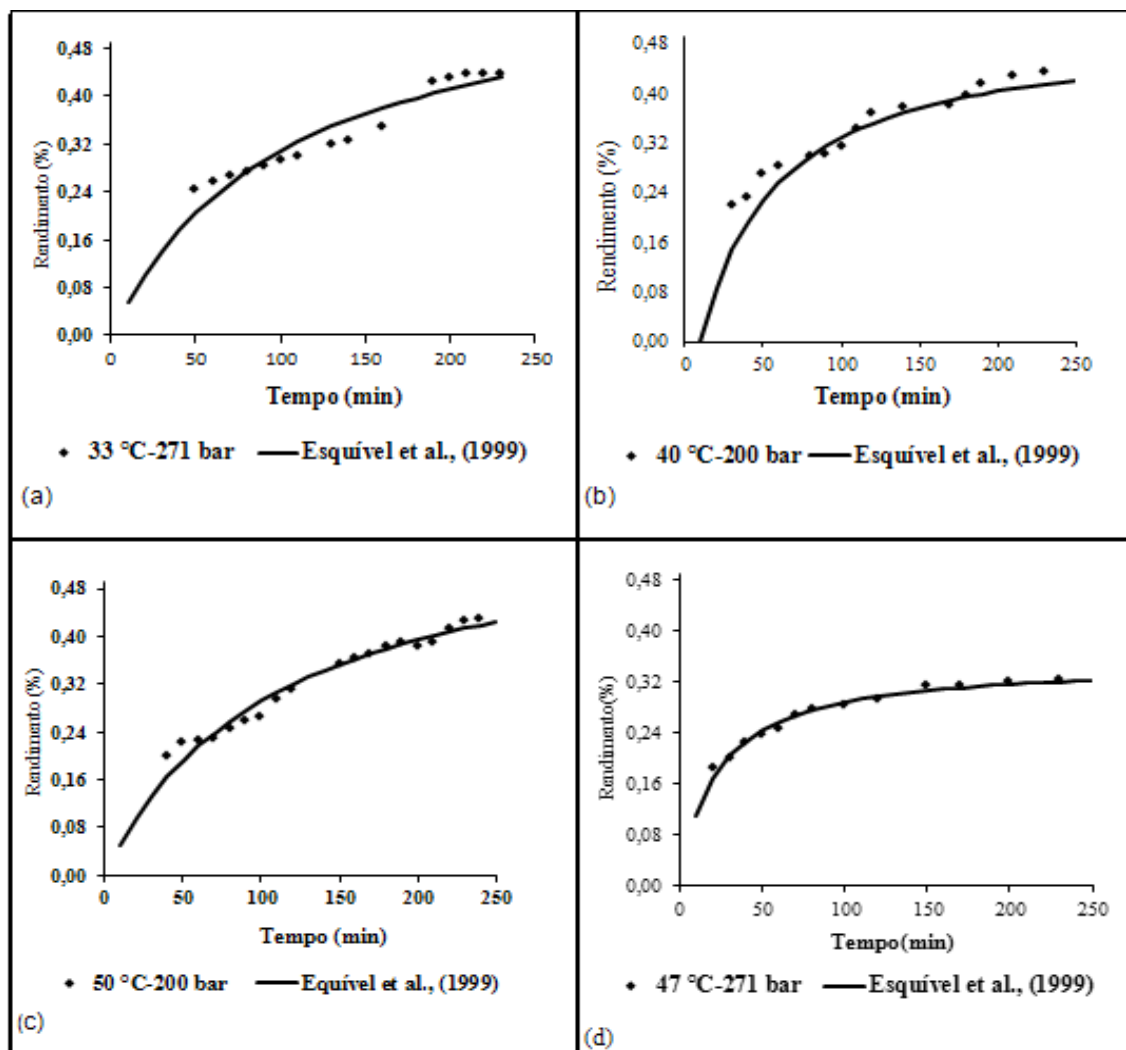 0,48
0,40
0,32
0,24
0,16
0,08
0,00
Rendimento (%)
0 50 100 150 200 250
Tempo (min)
33 °C-271 bar Esquível et al., (1999)
(a)
0,48
0,40
0,32
0,24
0,16
0,08
0,00
Rendimento (%)
0 50 100 150 200 250
Tempo (min)
40 °C-200 bar Esquível et al., (1999)
(b)
0,48
0,40
0,32
0,24
0,16
0,08
0,00
Rendimento (%)
0 50 100 150 200 250
Tempo (min)
50 °C-200 bar Equível et al., (1999)
(c)
0,48
0,40
0,32
0,24
0,16
0,08
0,00
Rendimento(%)
0 50 100 150 200 250
Tempo(min)
47 °C-271 bar Esquível et al., (1999)
(d)